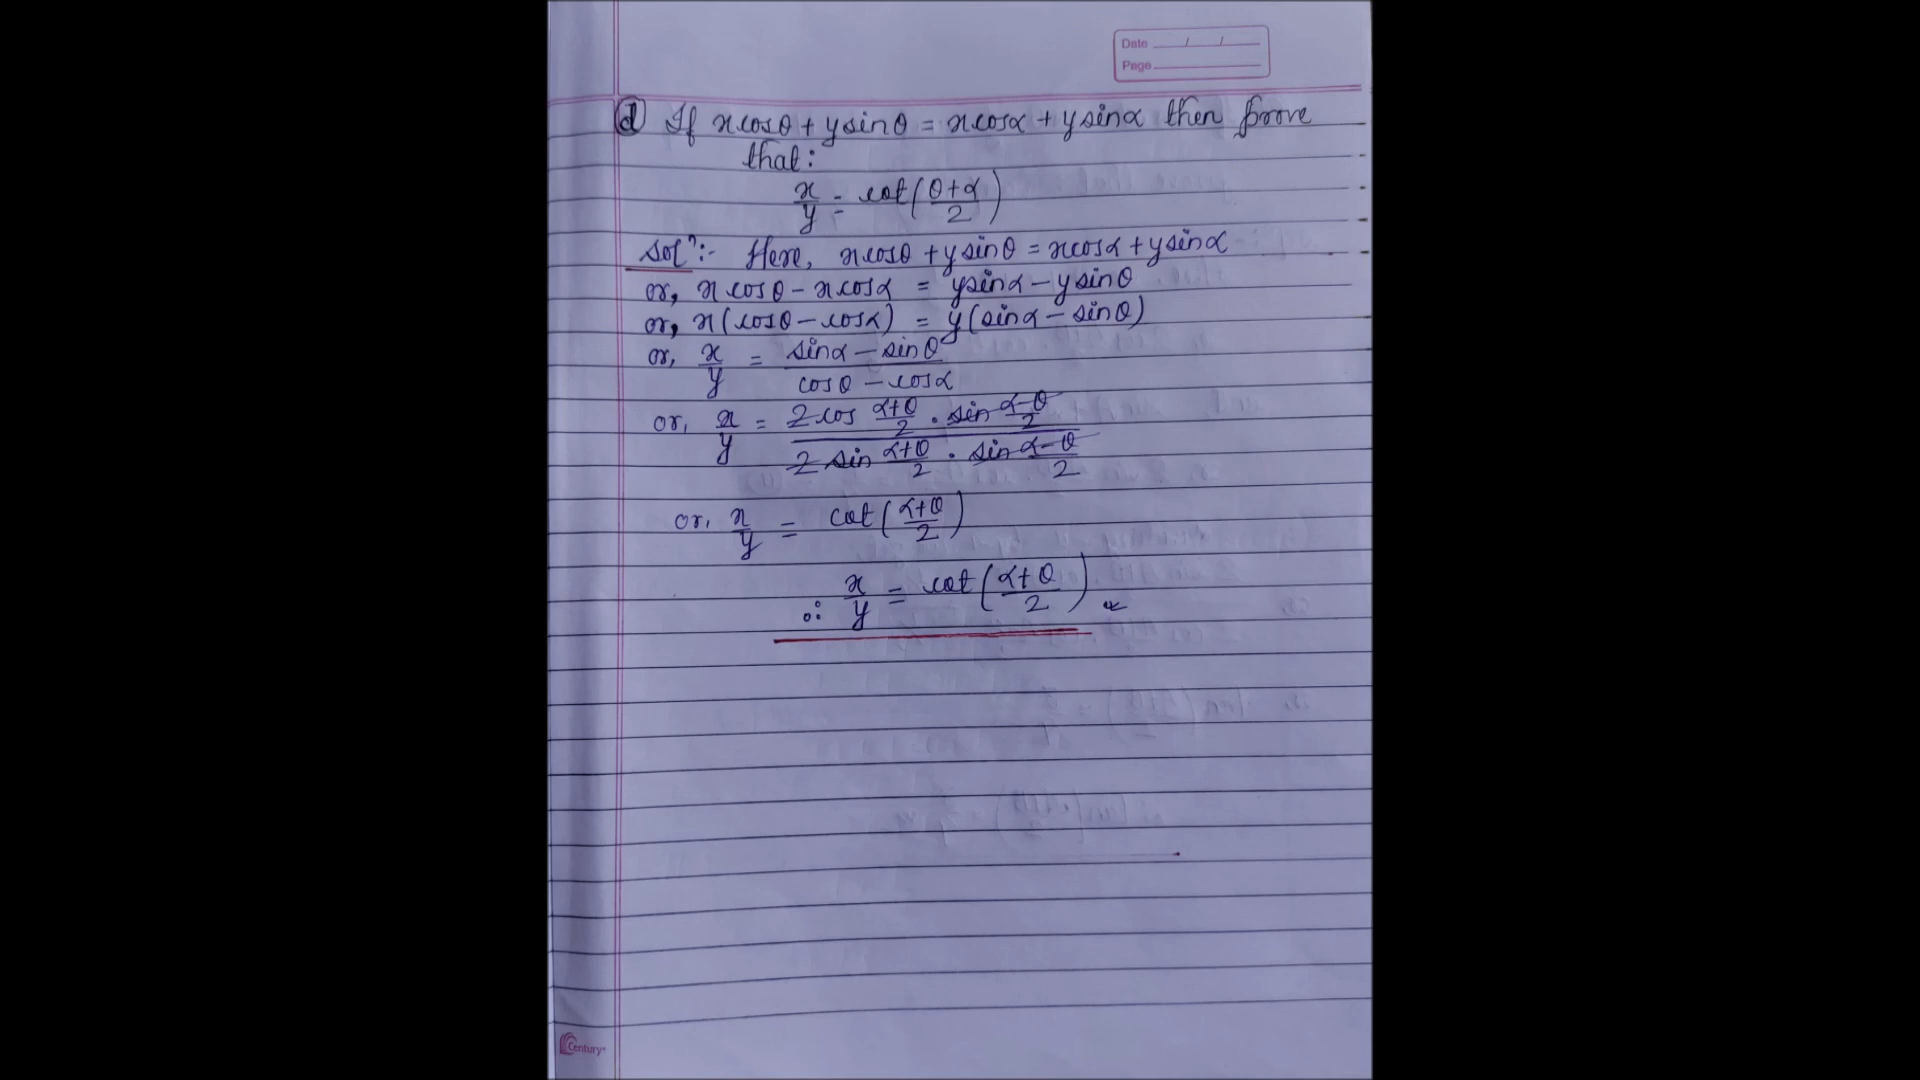 Date / /
Page
(d) If xcosθ + ysinθ = xcosα + ysinα then prove
that:
x/y = cot((θ+α)/2)
Solⁿ:- Here, xcosθ + ysinθ = xcosα + ysinα
or, xcosθ - xcosα = ysinα - ysinθ
or, x(cosθ - cosα) = y(sinα - sinθ)
or, x/y = (sinα - sinθ)/(cosθ - cosα)
or, x/y = (2cos (α+θ)/2 . sin (α-θ)/2)/(2 sin (α+θ)/2 . sin (α-θ)/2)
or, x/y = cot((α+θ)/2)
∴ x/y = cot((α+θ)/2)
Century